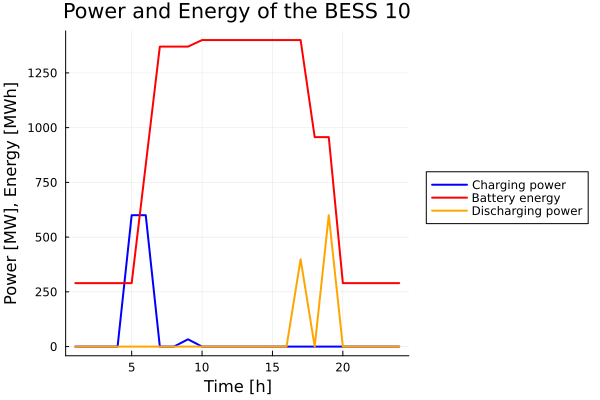 Power and Energy of the BESS 10
Power [MW], Energy [MWh]
1250
1000
750
500
250
0
5
10
15
20
Time [h]
Charging power
Battery energy
Discharging power